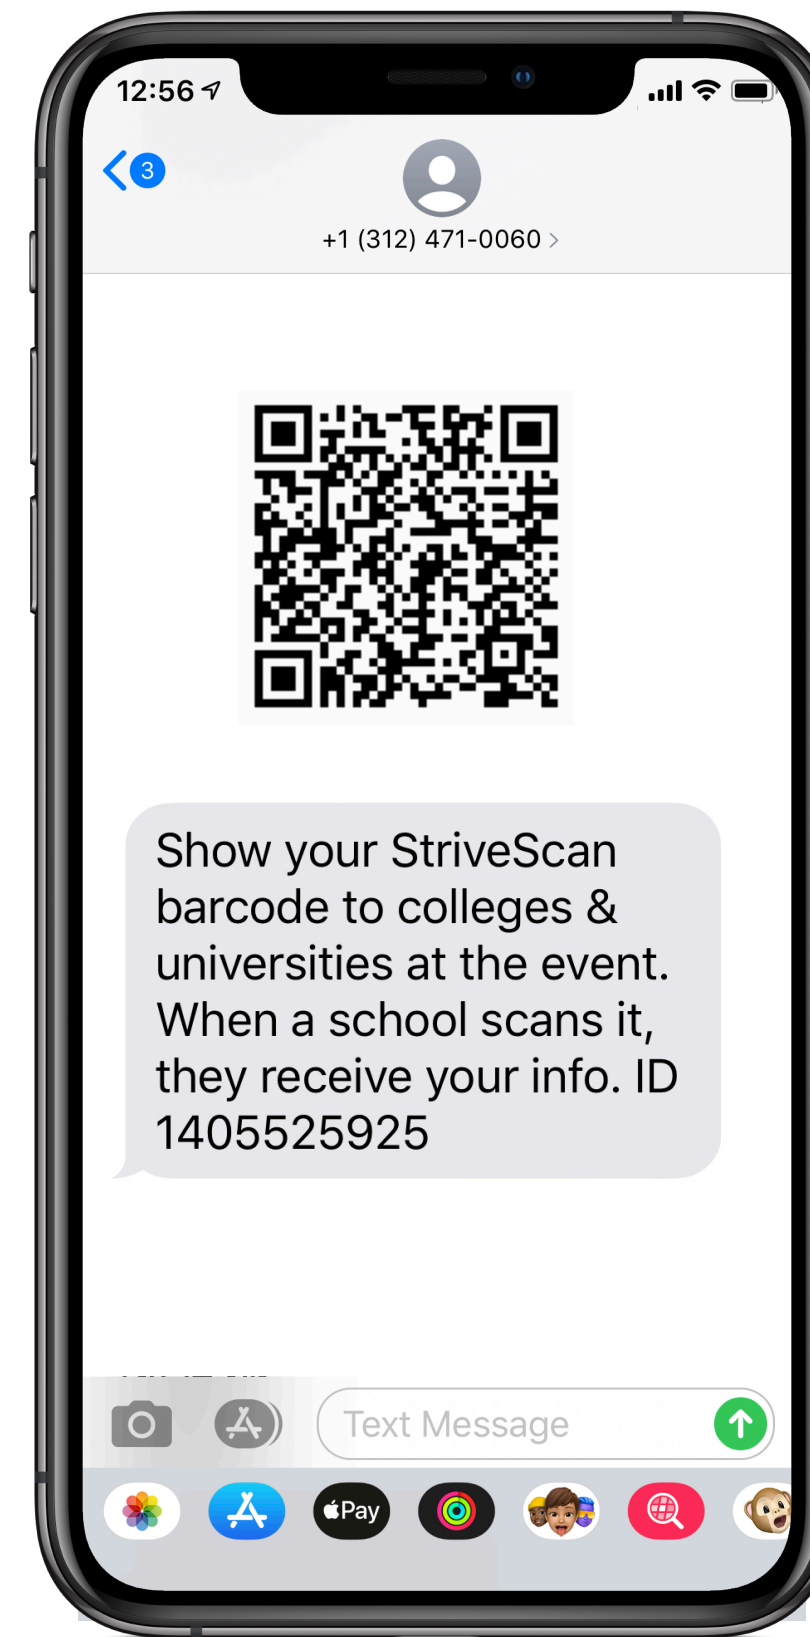 12:56
3
+1 (312) 471-0060
Show your StriveScan
barcode to colleges &
universities at the event.
When a school scans it,
they receive your info. ID
1405525925
Text Message
Pay